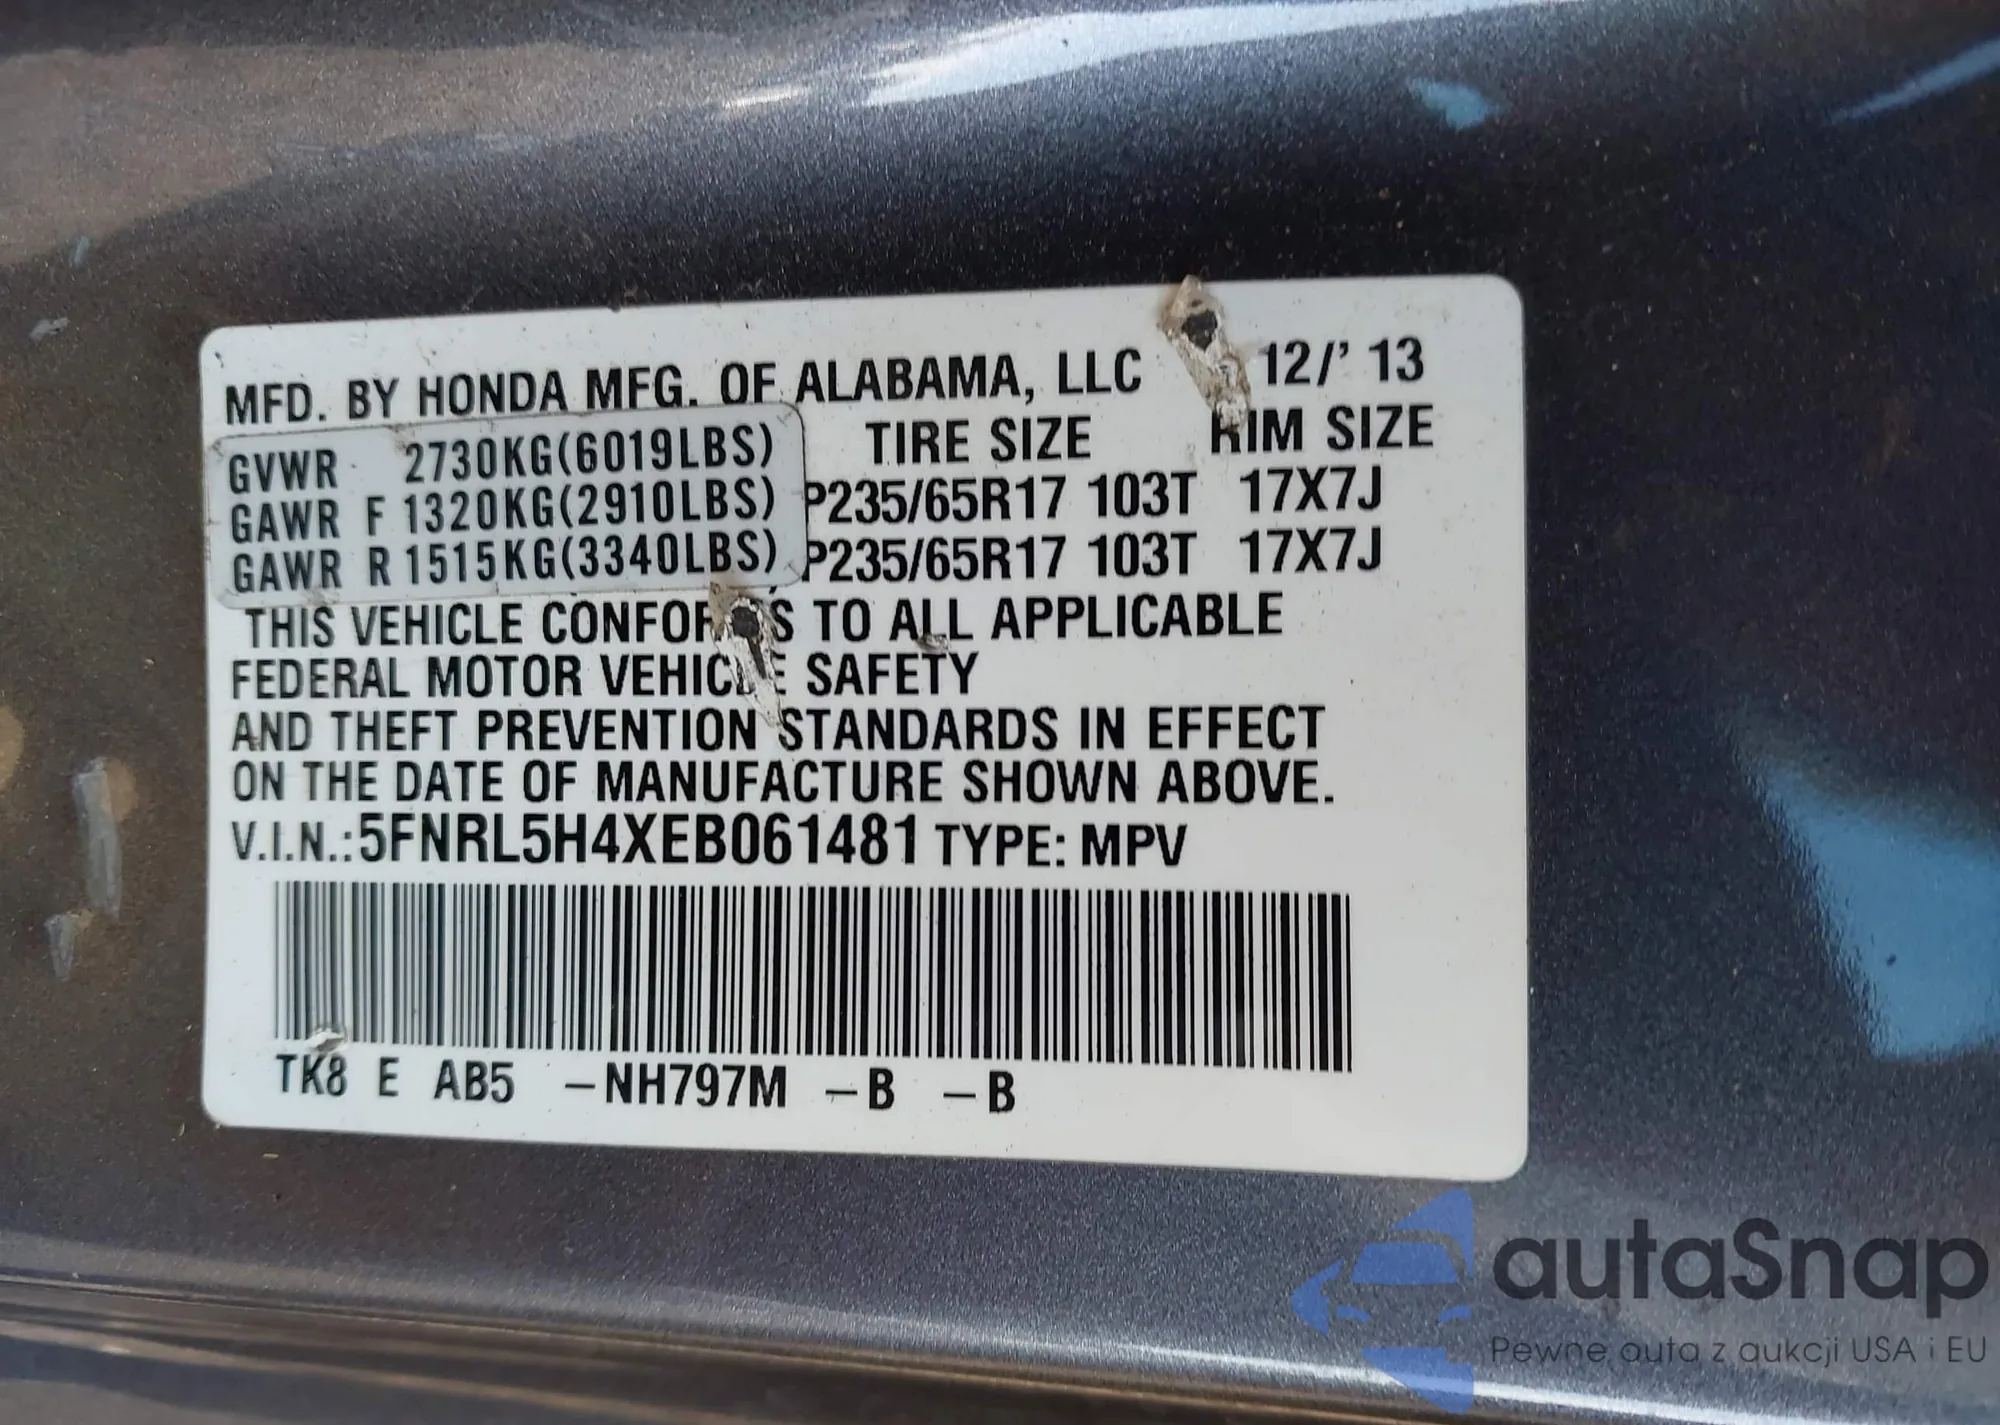 MFD. BY HONDA MFG. OF ALABAMA, LLC 12/' 13
GVWR 2730KG(6019LBS) TIRE SIZE RIM SIZE
GAWR F 1320KG(2910LBS) P235/65R17 103T 17X7J
GAWR R 1515KG(3340LBS) P235/65R17 103T 17X7J
THIS VEHICLE CONFORMS TO ALL APPLICABLE
FEDERAL MOTOR VEHICLE SAFETY
AND THEFT PREVENTION STANDARDS IN EFFECT
ON THE DATE OF MANUFACTURE SHOWN ABOVE.
V.I.N.:5FNRL5H4XEB061481 TYPE: MPV
TK8 E AB5 –NH797M –B –B
autaSnap
Pewne auta z aukcji USA i EU